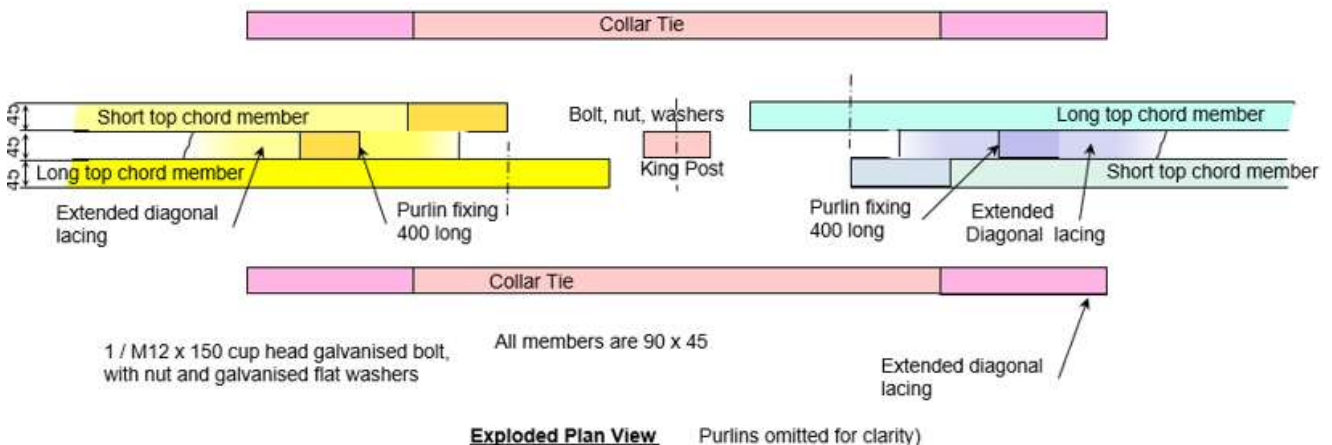 Collar Tie
45
45
45
Short top chord member
Long top chord member
Extended diagonal
lacing
Purlin fixing
400 long
Bolt, nut, washers
King Post
Long top chord member
Short top chord member
Purlin fixing
400 long
Extended
Diagonal lacing
Collar Tie
1 / M12 x 150 cup head galvanised bolt,
with nut and galvanised flat washers
All members are 90 x 45
Extended diagonal
lacing
Exploded Plan View Purlins omitted for clarity)